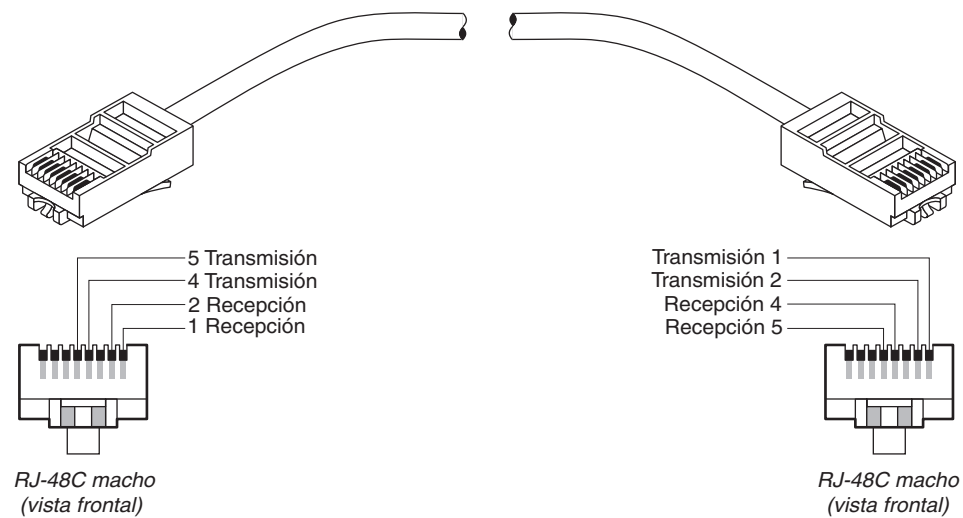 5 Transmisión
4 Transmisión
2 Recepción
1 Recepción
Transmisión 1
Transmisión 2
Recepción 4
Recepción 5
RJ-48C macho
(vista frontal)
RJ-48C macho
(vista frontal)